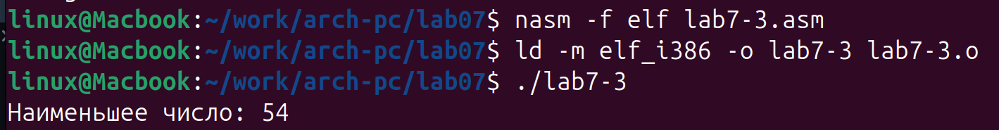 linux@Macbook:~/work/arch-pc/lab07$ nasm -f elf lab7-3.asm
linux@Macbook:~/work/arch-pc/lab07$ ld -m elf_i386 -o lab7-3 lab7-3.o
linux@Macbook:~/work/arch-pc/lab07$ ./lab7-3
Наименьшее число: 54